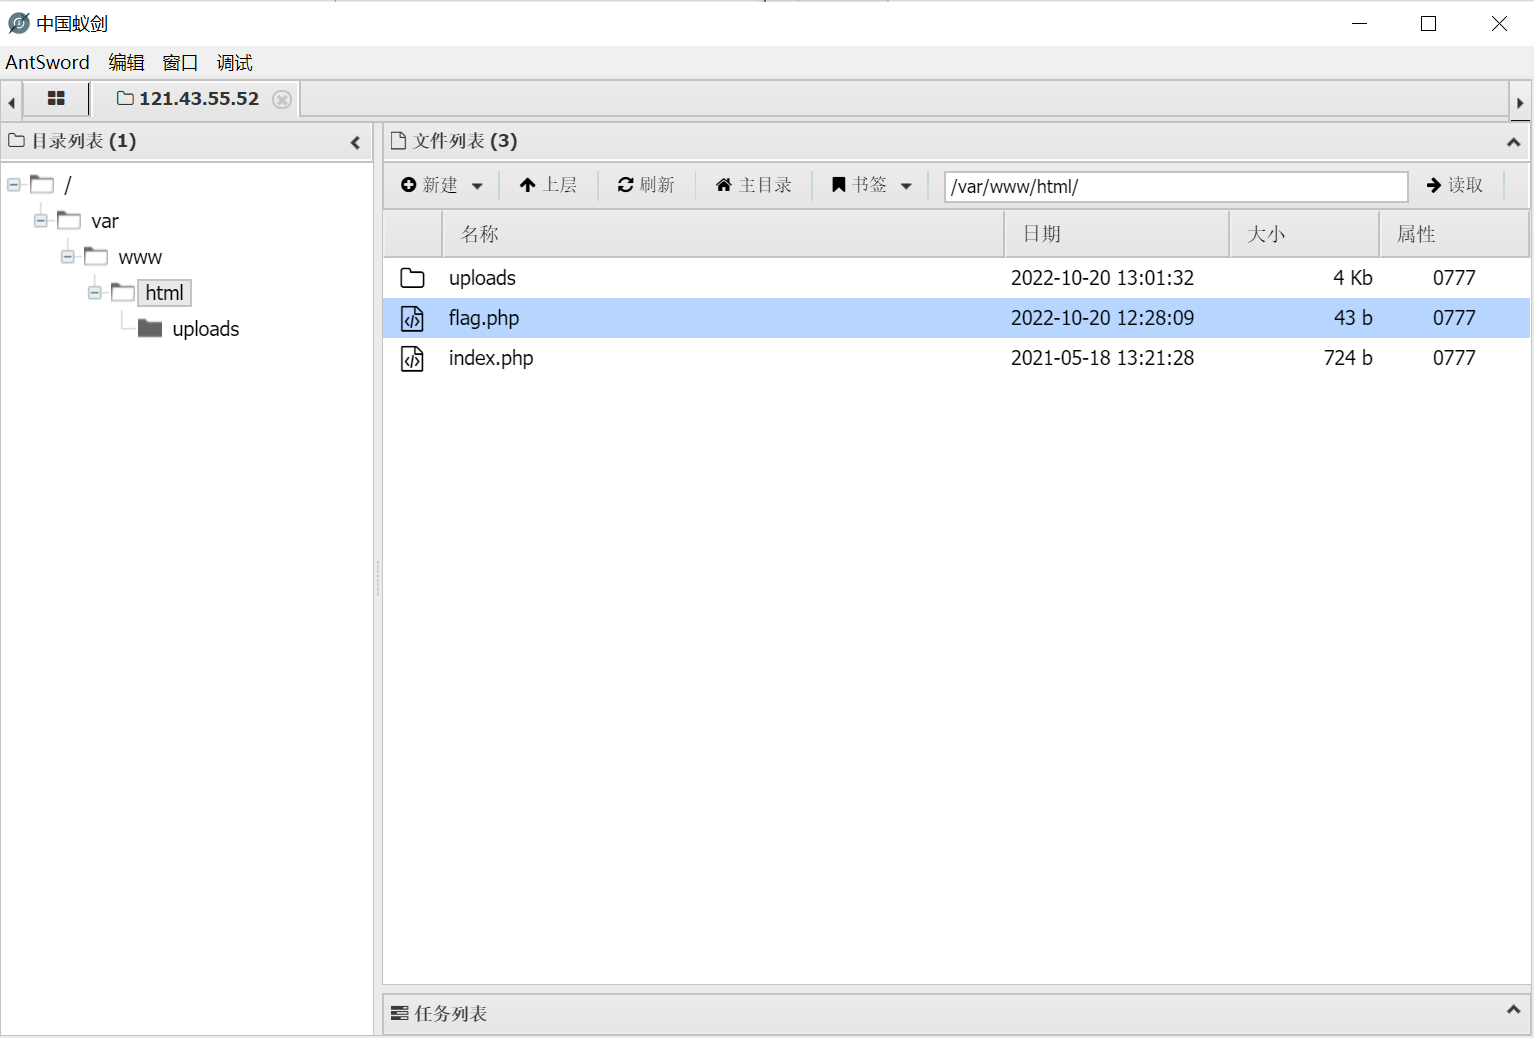 中国蚁剑
AntSword 编辑 窗口 调试
121.43.55.52
目录列表 (1)
/
var
www
html
uploads
文件列表 (3)
新建 上层 刷新 主目录 书签 /var/www/html/ 读取
名称 日期 大小 属性
uploads 2022-10-20 13:01:32 4 Kb 0777
flag.php 2022-10-20 12:28:09 43 b 0777
index.php 2021-05-18 13:21:28 724 b 0777
任务列表